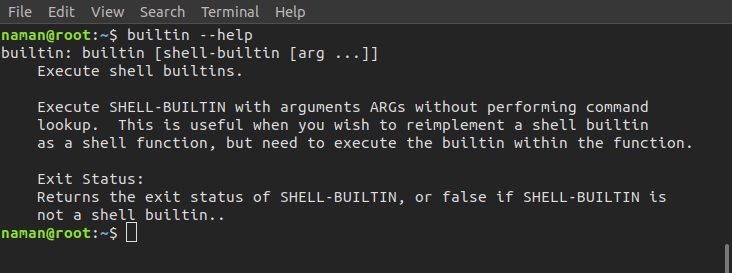 File Edit View Search Terminal Help
naman@root:~$ builtin --help
builtin: builtin [shell-builtin [arg ...]]
    Execute shell builtins.

    Execute SHELL-BUILTIN with arguments ARGs without performing command
    lookup.  This is useful when you wish to reimplement a shell builtin
    as a shell function, but need to execute the builtin within the function.

    Exit Status:
    Returns the exit status of SHELL-BUILTIN, or false if SHELL-BUILTIN is
    not a shell builtin..
naman@root:~$